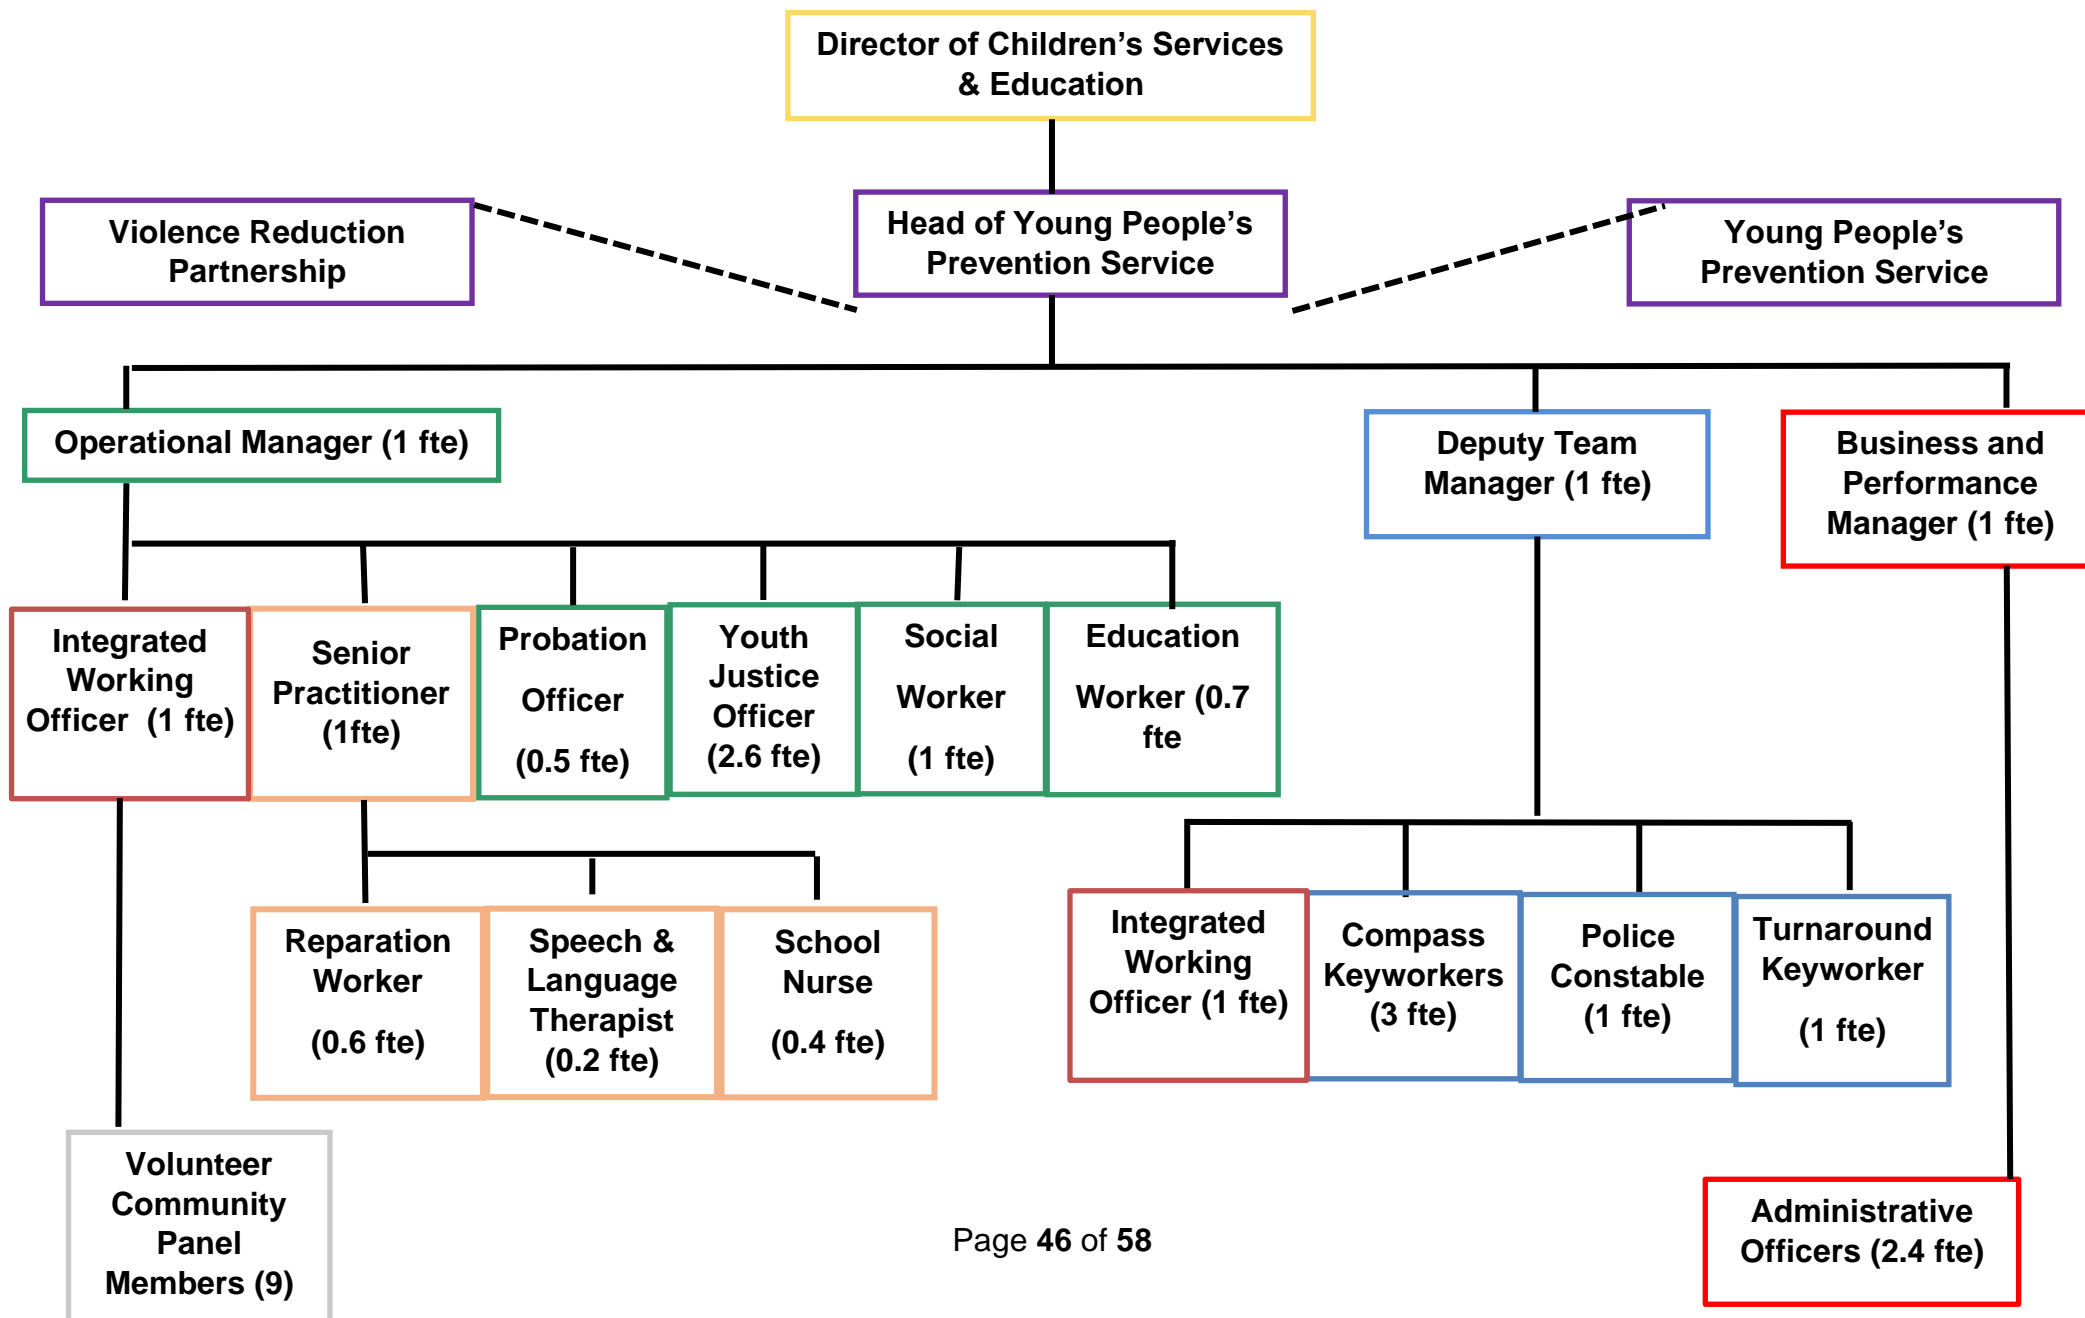 Director of Children’s Services
& Education
Violence Reduction
Partnership
Head of Young People’s
Prevention Service
Young People’s
Prevention Service
Operational Manager (1 fte)
Deputy Team
Manager (1 fte)
Business and
Performance
Manager (1 fte)
Integrated
Working
Officer  (1 fte)
Senior
Practitioner
(1fte)
Probation
Officer
(0.5 fte)
Youth
Justice
Officer
(2.6 fte)
Social
Worker
(1 fte)
Education
Worker (0.7
fte
Reparation
Worker
(0.6 fte)
Speech &
Language
Therapist
(0.2 fte)
School
Nurse
(0.4 fte)
Integrated
Working
Officer (1 fte)
Compass
Keyworkers
(3 fte)
Police
Constable
(1 fte)
Turnaround
Keyworker
(1 fte)
Volunteer
Community
Panel
Members (9)
Administrative
Officers (2.4 fte)
Page 46 of 58